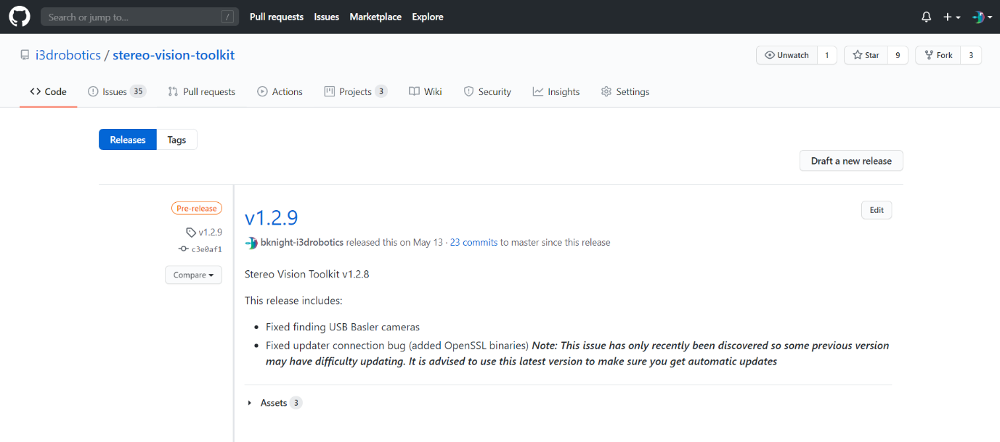 Search or jump to... / Pull requests Issues Marketplace Explore
i3drobotics / stereo-vision-toolkit Unwatch 1 Star 9 Fork 3
Code Issues 35 Pull requests Actions Projects 3 Wiki Security Insights Settings
Releases Tags
Draft a new release
Pre-release
v1.2.9
c3e0af1
Compare
v1.2.9 Edit
bknight-i3drobotics released this on May 13 · 23 commits to master since this release
Stereo Vision Toolkit v1.2.8
This release includes:
• Fixed finding USB Basler cameras
• Fixed updater connection bug (added OpenSSL binaries) Note: This issue has only recently been discovered so some previous version
may have difficulty updating. It is advised to use this latest version to make sure you get automatic updates
Assets 3